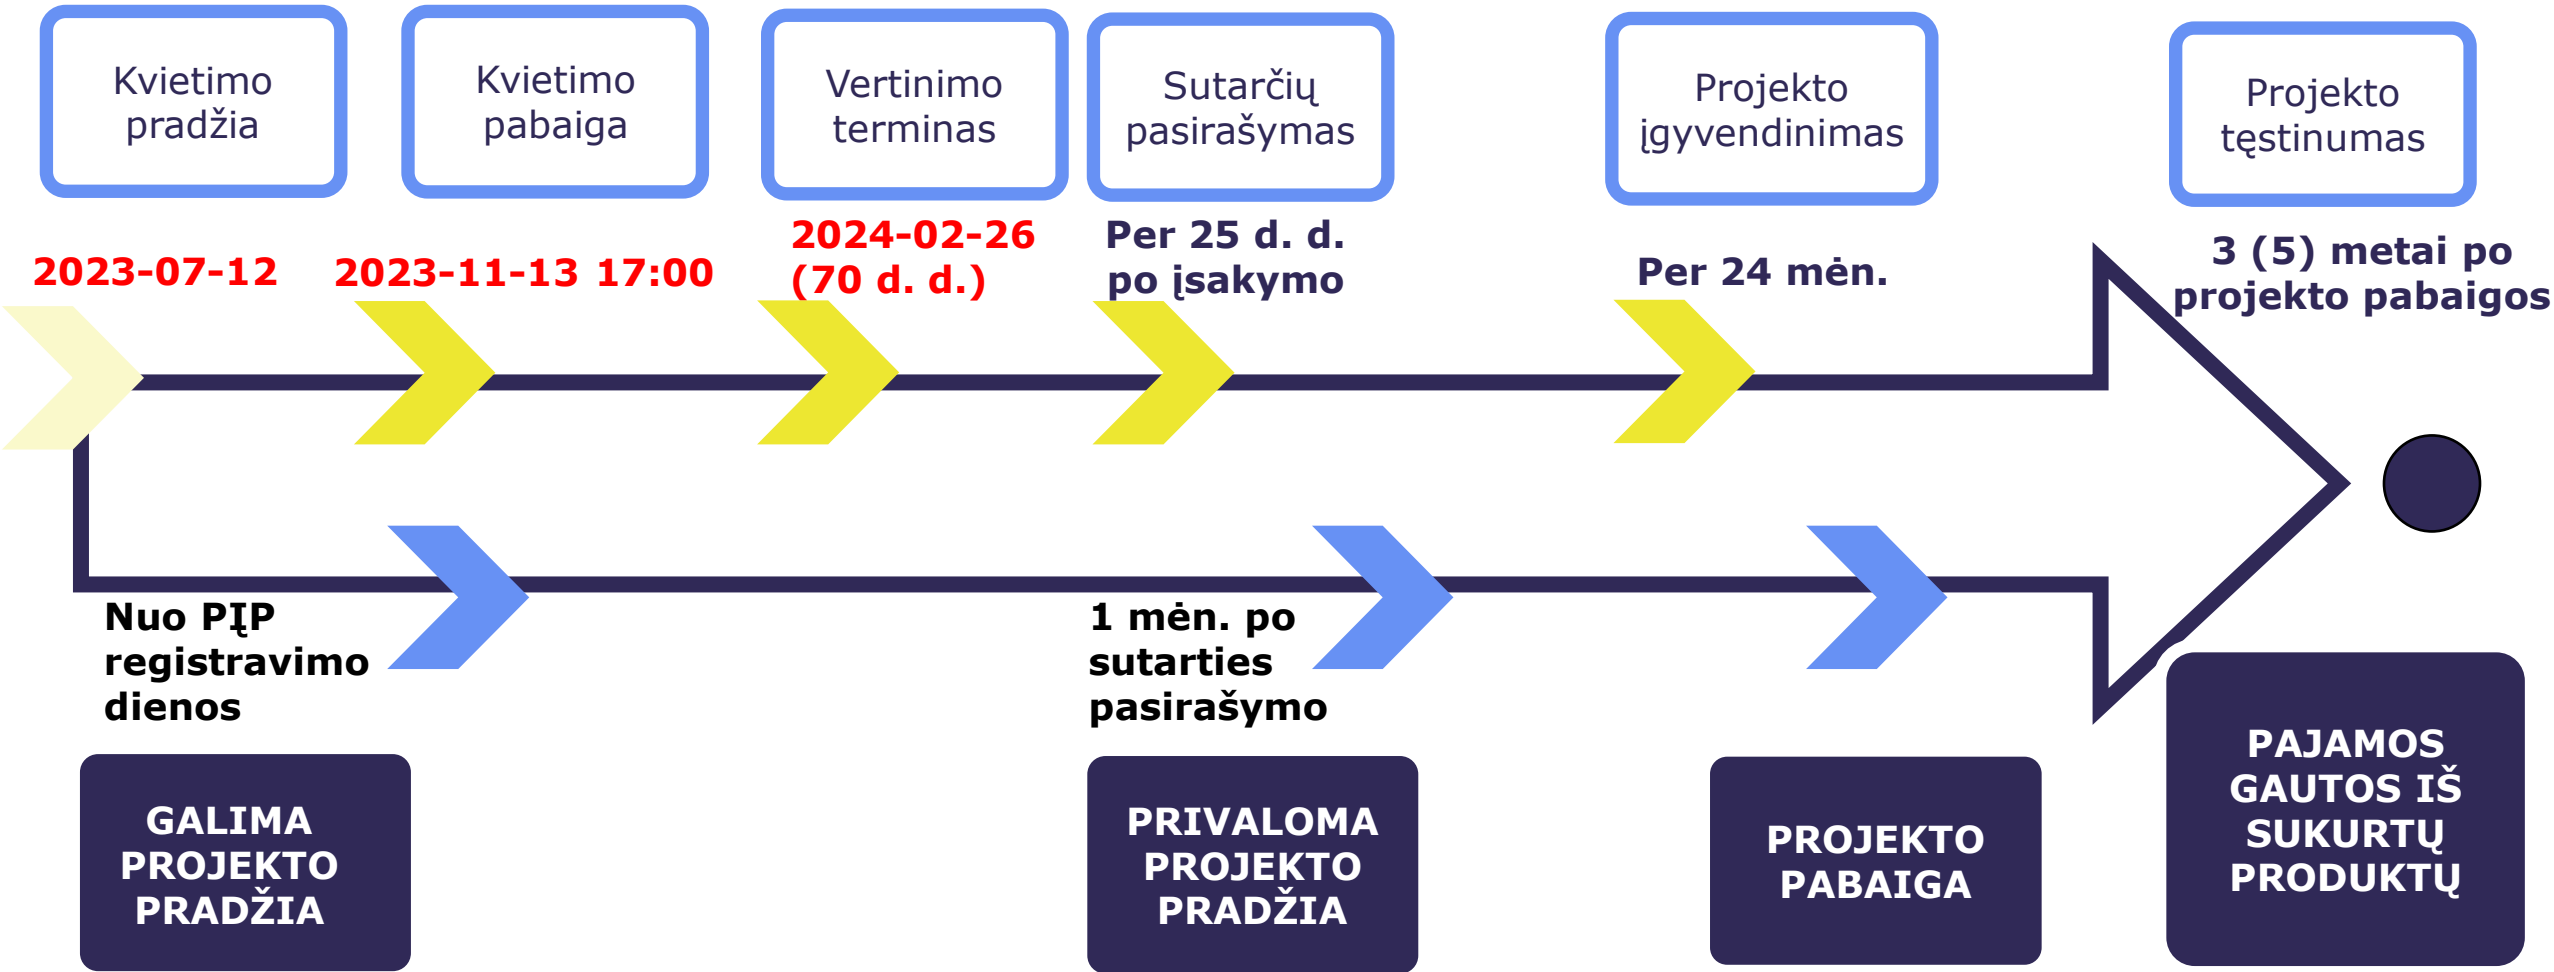 Kvietimo
pradžia
Kvietimo
pabaiga
Vertinimo
terminas
Sutarčių
pasirašymas
Projekto
įgyvendinimas
Projekto
tęstinumas
2023-07-12
2023-11-13 17:00
2024-02-26
(70 d. d.)
Per 25 d. d.
po įsakymo
Per 24 mėn.
3 (5) metai po
projekto pabaigos
Nuo PĮP
registravimo
dienos
1 mėn. po
sutarties
pasirašymo
GALIMA
PROJEKTO
PRADŽIA
PRIVALOMA
PROJEKTO
PRADŽIA
PROJEKTO
PABAIGA
PAJAMOS
GAUTOS IŠ
SUKURTŲ
PRODUKTŲ